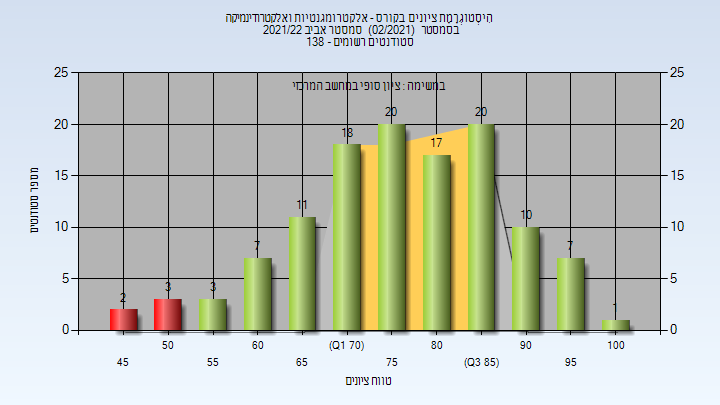 היסטוגרמת ציונים בקורס - אלקטרומגנטיות ואלקטרודינמיקה
בסמסטר (02/2021) סמסטר אביב 2021/22
סטודנטים רשומים - 138
במשימה : ציון סופי במחשב המרכזי
25 25
20 20
15 15
10 10
5 5
0 0
2 3 3 7 11 18 20 17 20 10 7 1
מספר סטודנטים
50 60 (Q1 70) 80 90 100
45 55 65 75 (Q3 85) 95
טווח ציונים